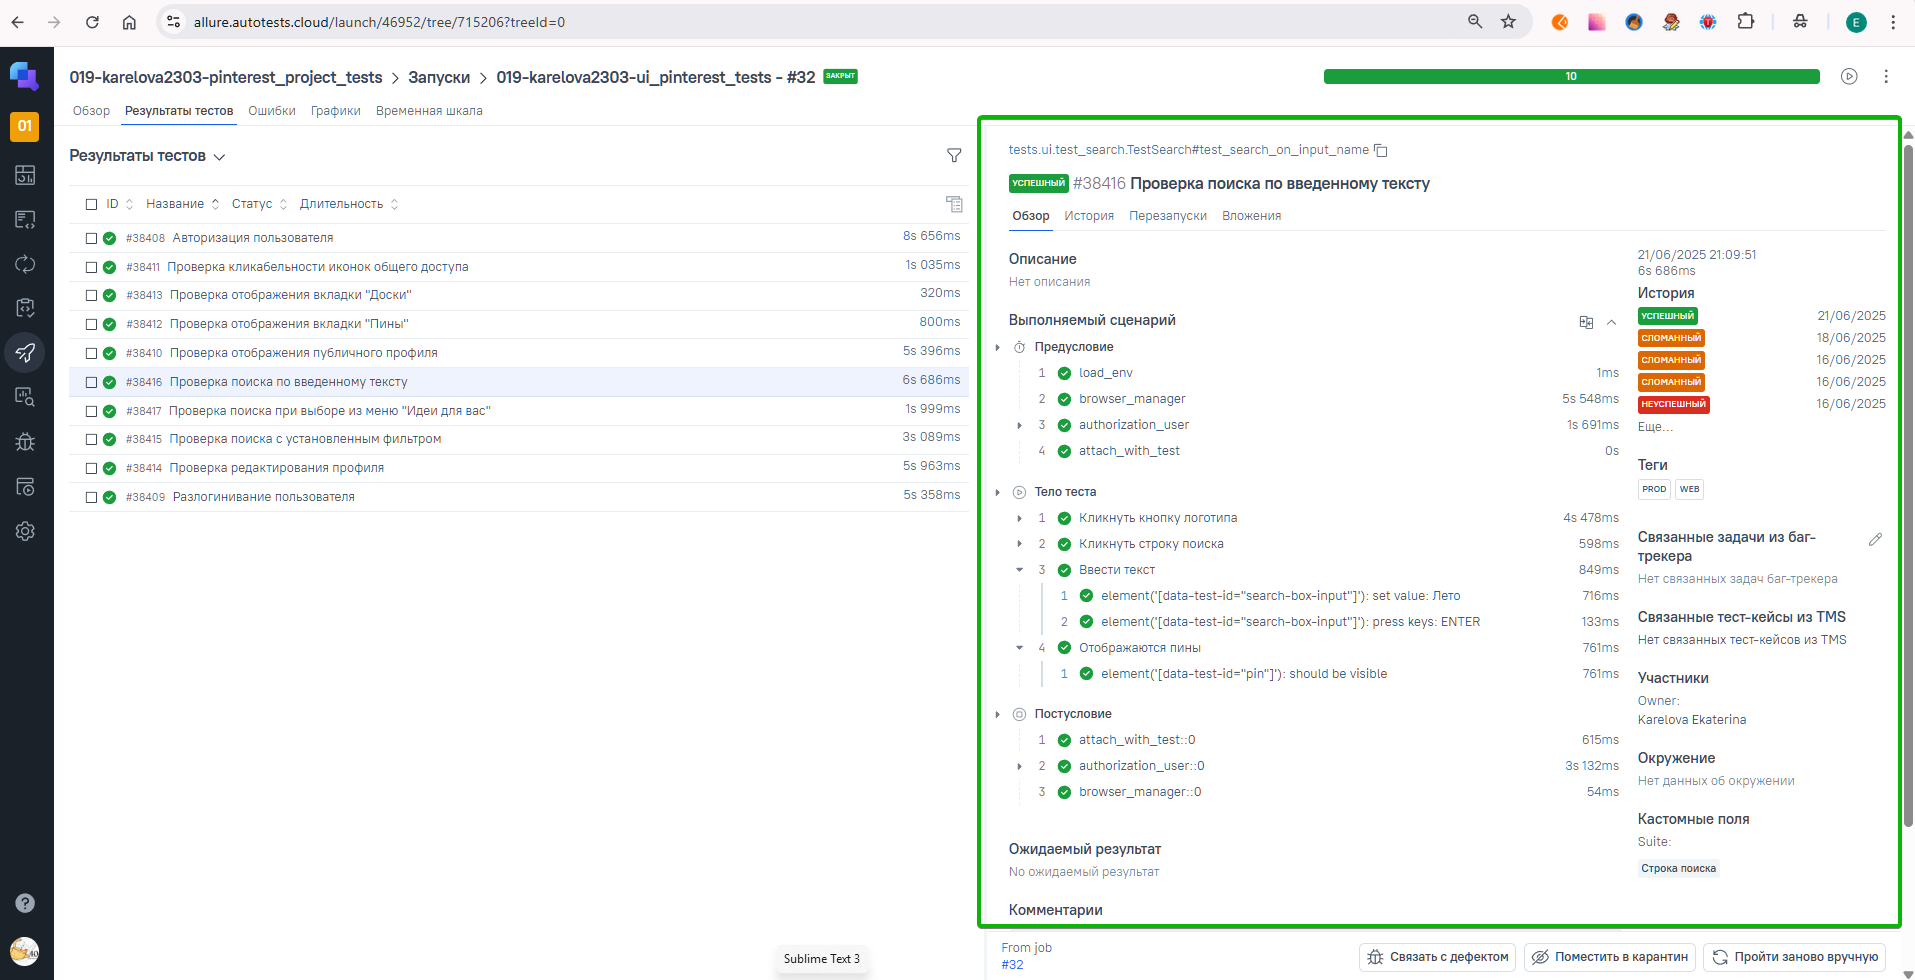 allure.autotests.cloud/launch/46952/tree/715206?treeId=0
E
019-karelova2303-pinterest_project_tests > Запуски > 019-karelova2303-ui_pinterest_tests - #32 ЗАКРЫТ
10
Обзор Результаты тестов Ошибки Графики Временная шкала
01
Результаты тестов
ID Название Статус Длительность
#38408 Авторизация пользователя 8s 656ms
#38411 Проверка кликабельности иконок общего доступа 1s 035ms
#38413 Проверка отображения вкладки "Доски" 320ms
#38412 Проверка отображения вкладки "Пины" 800ms
#38410 Проверка отображения публичного профиля 5s 396ms
#38416 Проверка поиска по введенному тексту 6s 686ms
#38417 Проверка поиска при выборе из меню "Идеи для вас" 1s 999ms
#38415 Проверка поиска с установленным фильтром 3s 089ms
#38414 Проверка редактирования профиля 5s 963ms
#38409 Разлогинивание пользователя 5s 358ms
tests.ui.test_search.TestSearch#test_search_on_input_name
УСПЕШНЫЙ #38416 Проверка поиска по введенному тексту
Обзор История Перезапуски Вложения
Описание
Нет описания
Выполняемый сценарий
Предусловие
1 load_env 1ms
2 browser_manager 5s 548ms
3 authorization_user 1s 691ms
4 attach_with_test 0s
Тело теста
1 Кликнуть кнопку логотипа 4s 478ms
2 Кликнуть строку поиска 598ms
3 Ввести текст 849ms
1 element('[data-test-id="search-box-input"]'): set value: Лето 716ms
2 element('[data-test-id="search-box-input"]'): press keys: ENTER 133ms
4 Отображаются пины 761ms
1 element('[data-test-id="pin"]'): should be visible 761ms
Постусловие
1 attach_with_test::0 615ms
2 authorization_user::0 3s 132ms
3 browser_manager::0 54ms
Ожидаемый результат
No ожидаемый результат
Комментарии
21/06/2025 21:09:51
6s 686ms
История
УСПЕШНЫЙ 21/06/2025
СЛОМАННЫЙ 18/06/2025
СЛОМАННЫЙ 16/06/2025
СЛОМАННЫЙ 16/06/2025
НЕУСПЕШНЫЙ 16/06/2025
Еще...
Теги
PROD WEB
Связанные задачи из баг-
трекера
Нет связанных задач баг-трекера
Связанные тест-кейсы из TMS
Нет связанных тест-кейсов из TMS
Участники
Owner:
Karelova Ekaterina
Окружение
Нет данных об окружении
Кастомные поля
Suite:
Строка поиска
From job
#32
Связать с дефектом Поместить в карантин Пройти заново вручную
Sublime Text 3